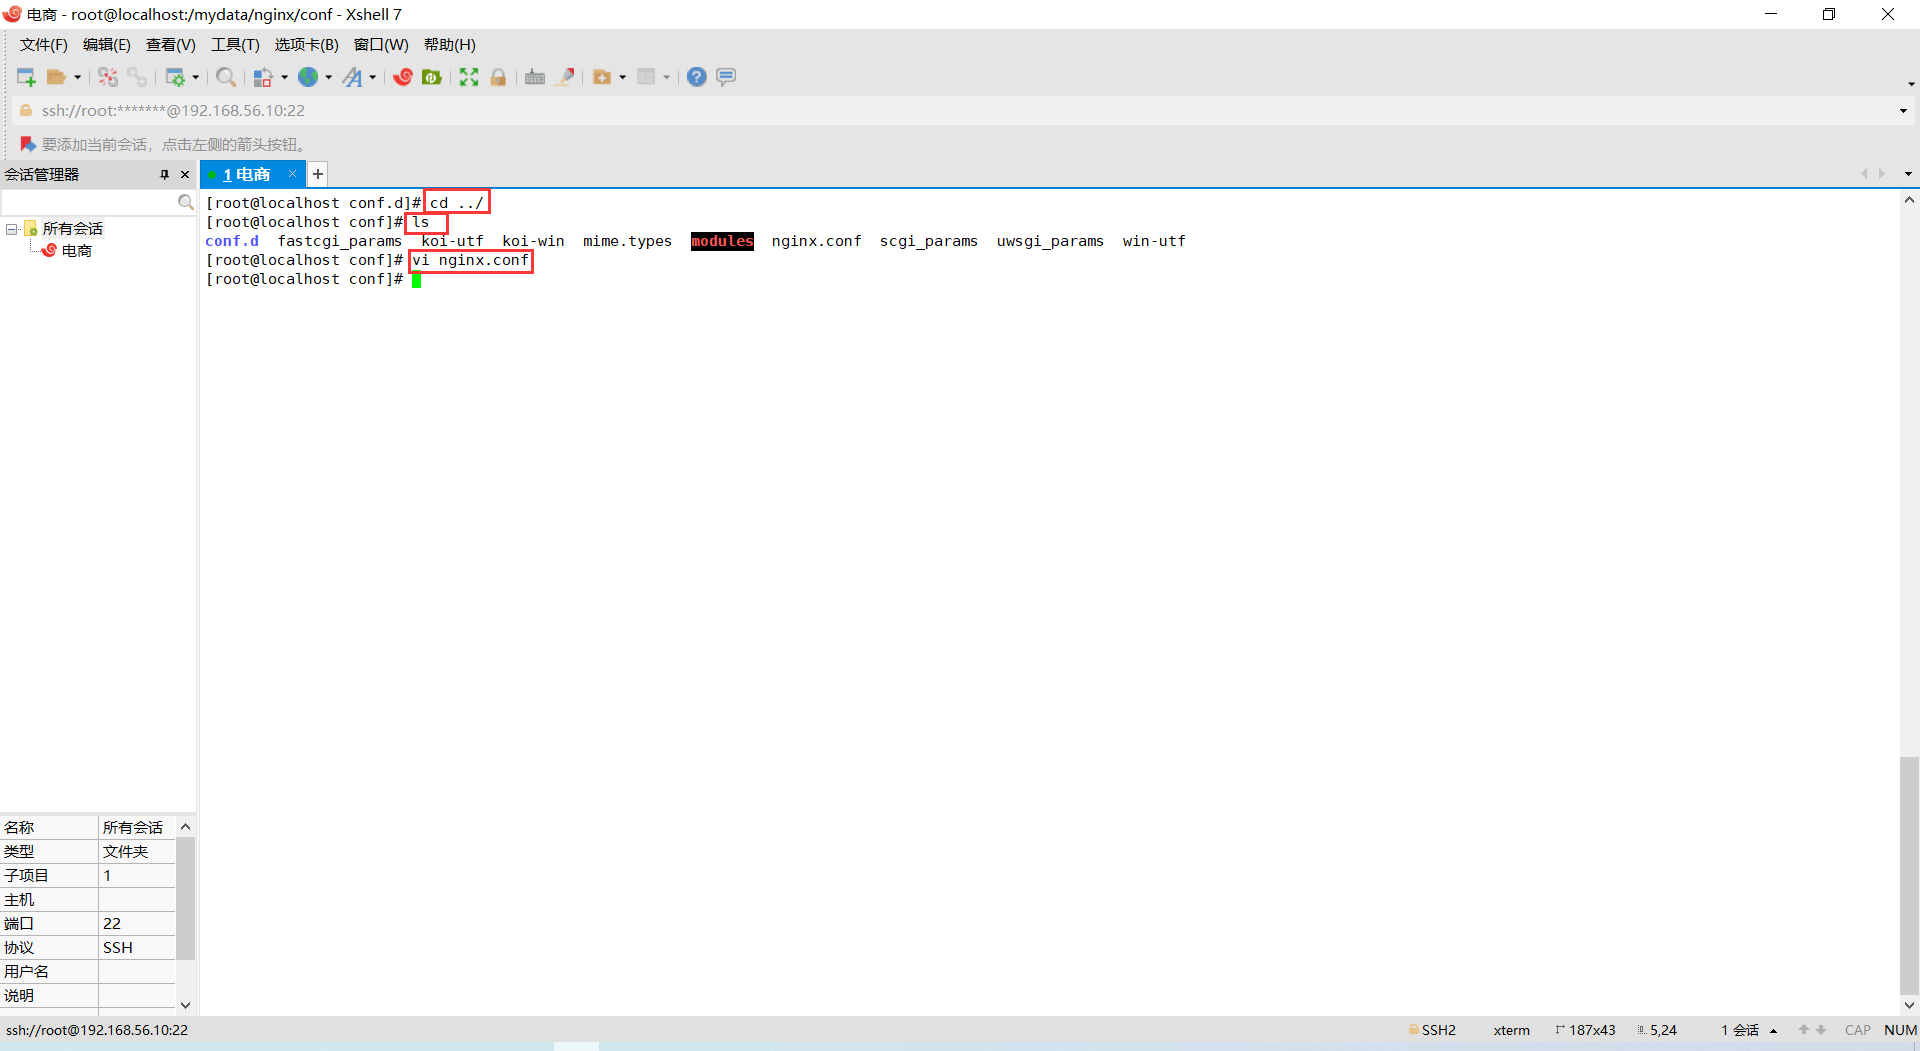 电商 - root@localhost:/mydata/nginx/conf - Xshell 7
文件(F) 编辑(E) 查看(V) 工具(T) 选项卡(B) 窗口(W) 帮助(H)
ssh://root:*******@192.168.56.10:22
要添加当前会话，点击左侧的箭头按钮。
会话管理器
1 电商
+
所有会话
电商
[root@localhost conf.d]# cd ../
[root@localhost conf]# ls
conf.d fastcgi_params koi-utf koi-win mime.types modules nginx.conf scgi_params uwsgi_params win-utf
[root@localhost conf]# vi nginx.conf
[root@localhost conf]#
名称 所有会话
类型 文件夹
子项目 1
主机
端口 22
协议 SSH
用户名
说明
ssh://root@192.168.56.10:22 SSH2 xterm 187x43 5,24 1 会话 CAP NUM